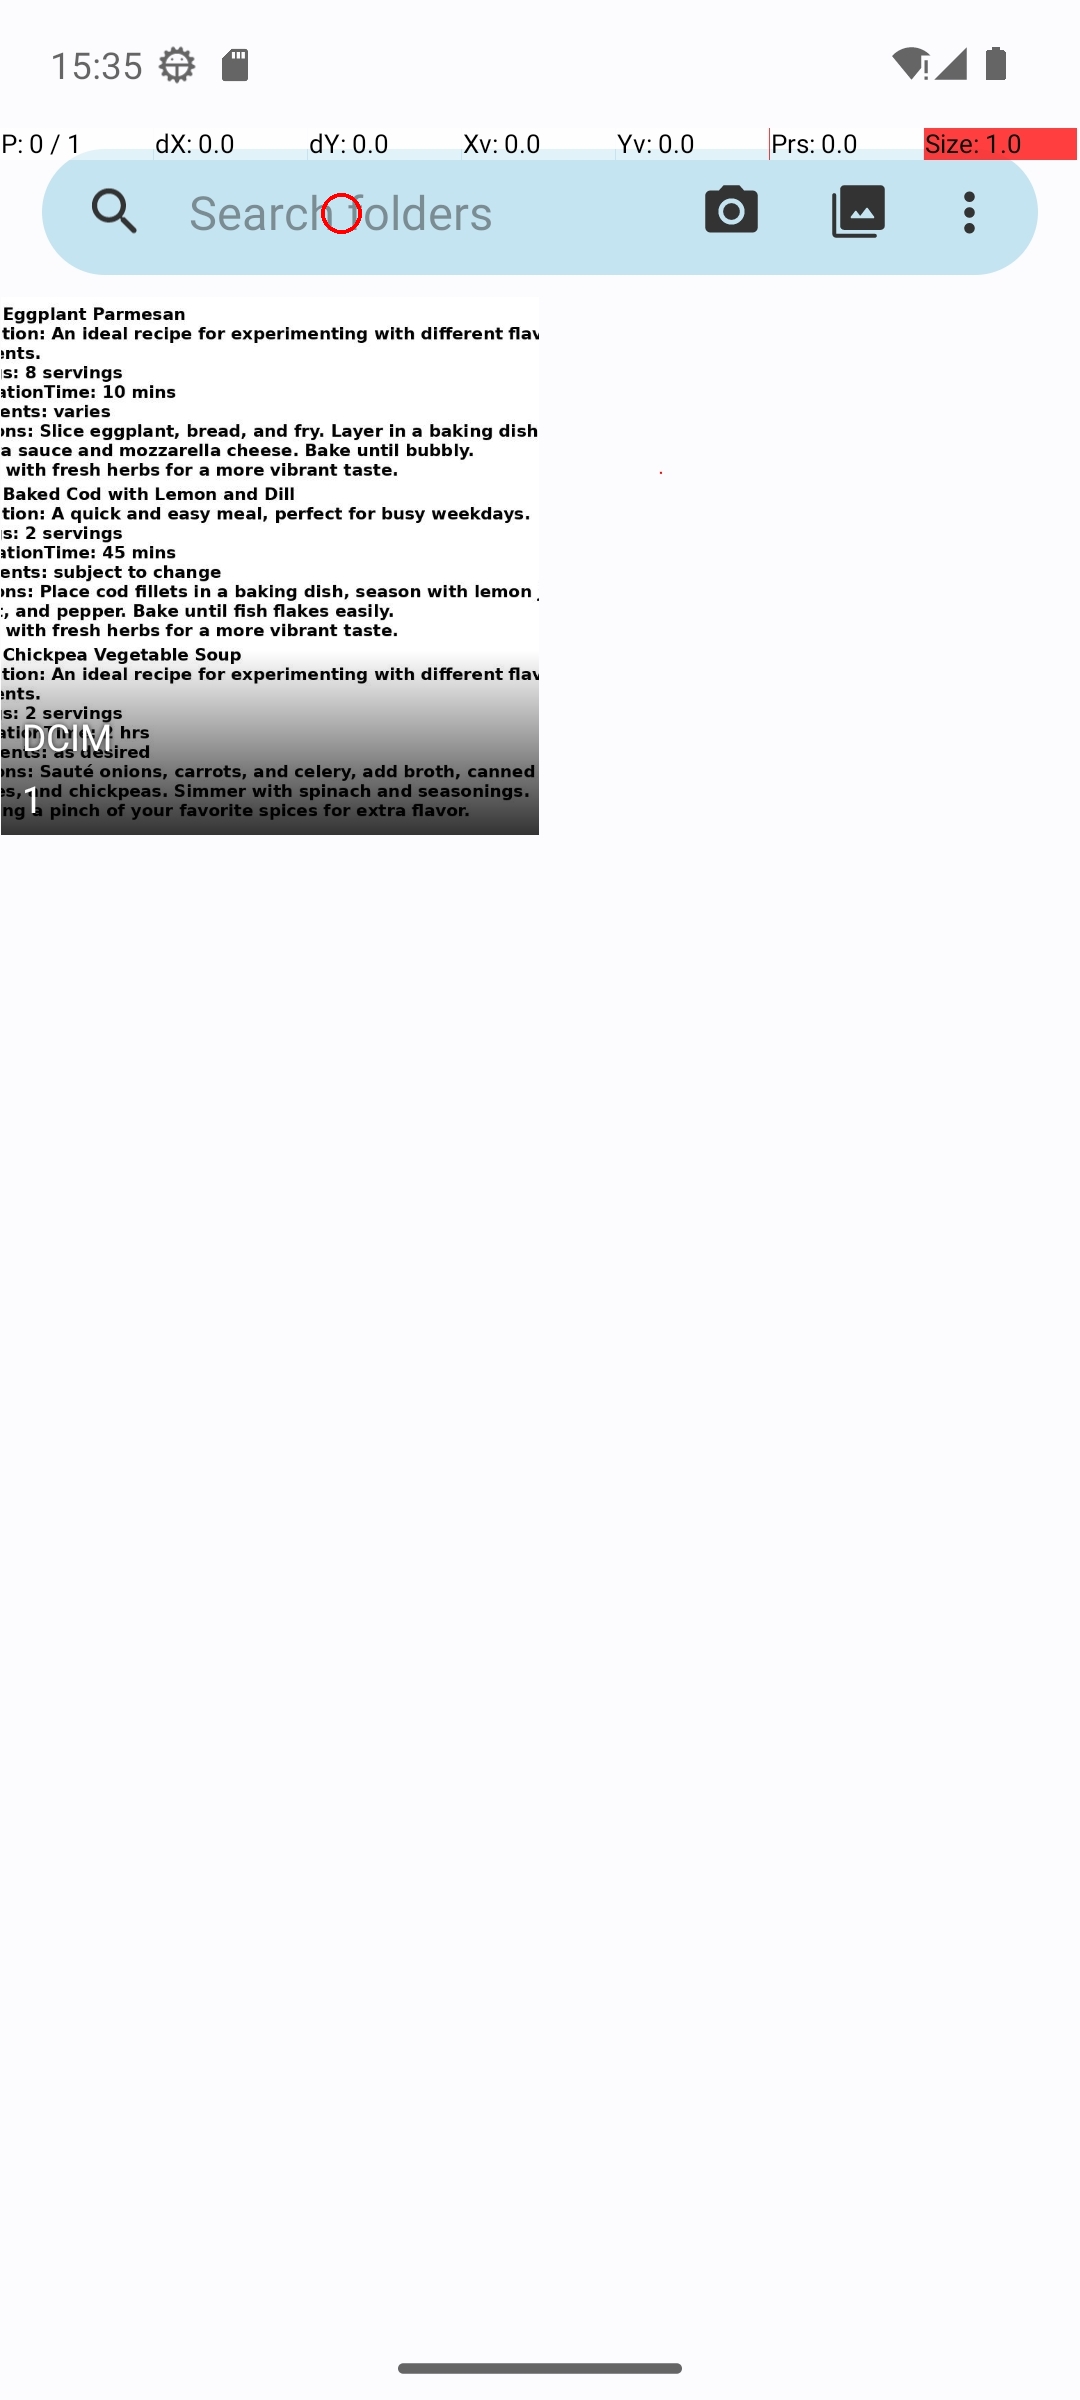 15:35
P: 0 / 1 dX: 0.0 dY: 0.0 Xv: 0.0 Yv: 0.0 Prs: 0.0 Size: 1.0
Search folders
Eggplant Parmesan
tion: An ideal recipe for experimenting with different flav
ents.
s: 8 servings
ationTime: 10 mins
ents: varies
ons: Slice eggplant, bread, and fry. Layer in a baking dish
a sauce and mozzarella cheese. Bake until bubbly.
with fresh herbs for a more vibrant taste.
Baked Cod with Lemon and Dill
tion: A quick and easy meal, perfect for busy weekdays.
s: 2 servings
ationTime: 45 mins
ents: subject to change
ons: Place cod fillets in a baking dish, season with lemon
, and pepper. Bake until fish flakes easily.
with fresh herbs for a more vibrant taste.
Chickpea Vegetable Soup
tion: An ideal recipe for experimenting with different flav
ents.
s: 2 servings
hrs
DCIM
ents: as desired
ons: Sauté onions, carrots, and celery, add broth, canned
es, and chickpeas. Simmer with spinach and seasonings.
1
ng a pinch of your favorite spices for extra flavor.